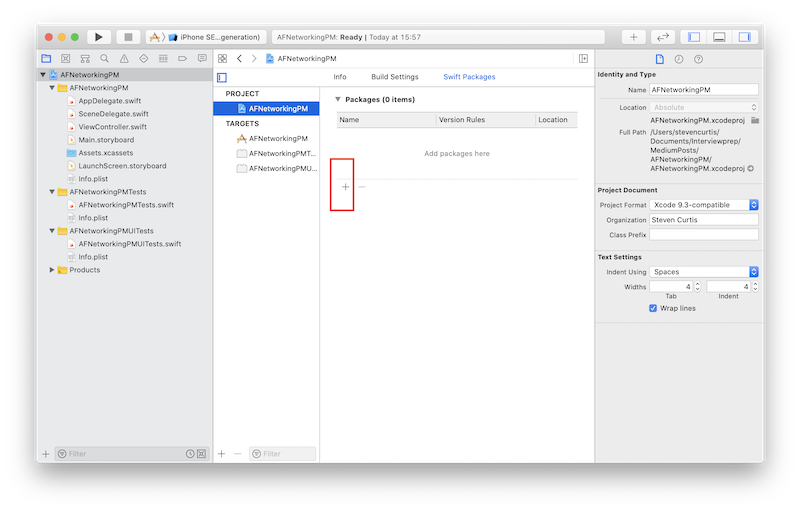 iPhone SE...generation)
AFNetworkingPM: Ready | Today at 15:57
AFNetworkingPM
AFNetworkingPM
AppDelegate.swift
SceneDelegate.swift
ViewController.swift
Main.storyboard
Assets.xcassets
LaunchScreen.storyboard
Info.plist
AFNetworkingPMTests
AFNetworkingPMTests.swift
Info.plist
AFNetworkingPMUITests
AFNetworkingPMUITests.swift
Info.plist
Products
Filter
AFNetworkingPM
Info Build Settings Swift Packages
PROJECT
AFNetworkingPM
TARGETS
AFNetworkingPM
AFNetworkingPMT...
AFNetworkingPMU...
Filter
Packages (0 items)
Name Version Rules Location
Add packages here
Identity and Type
Name AFNetworkingPM
Location Absolute
AFNetworkingPM.xcodeproj
Full Path /Users/stevencurtis/
Documents/Interviewprep/
MediumPosts/
AFNetworkingPM/
AFNetworkingPM.xcodeproj
Project Document
Project Format Xcode 9.3-compatible
Organization Steven Curtis
Class Prefix
Text Settings
Indent Using Spaces
Widths 4 4
Tab Indent
Wrap lines